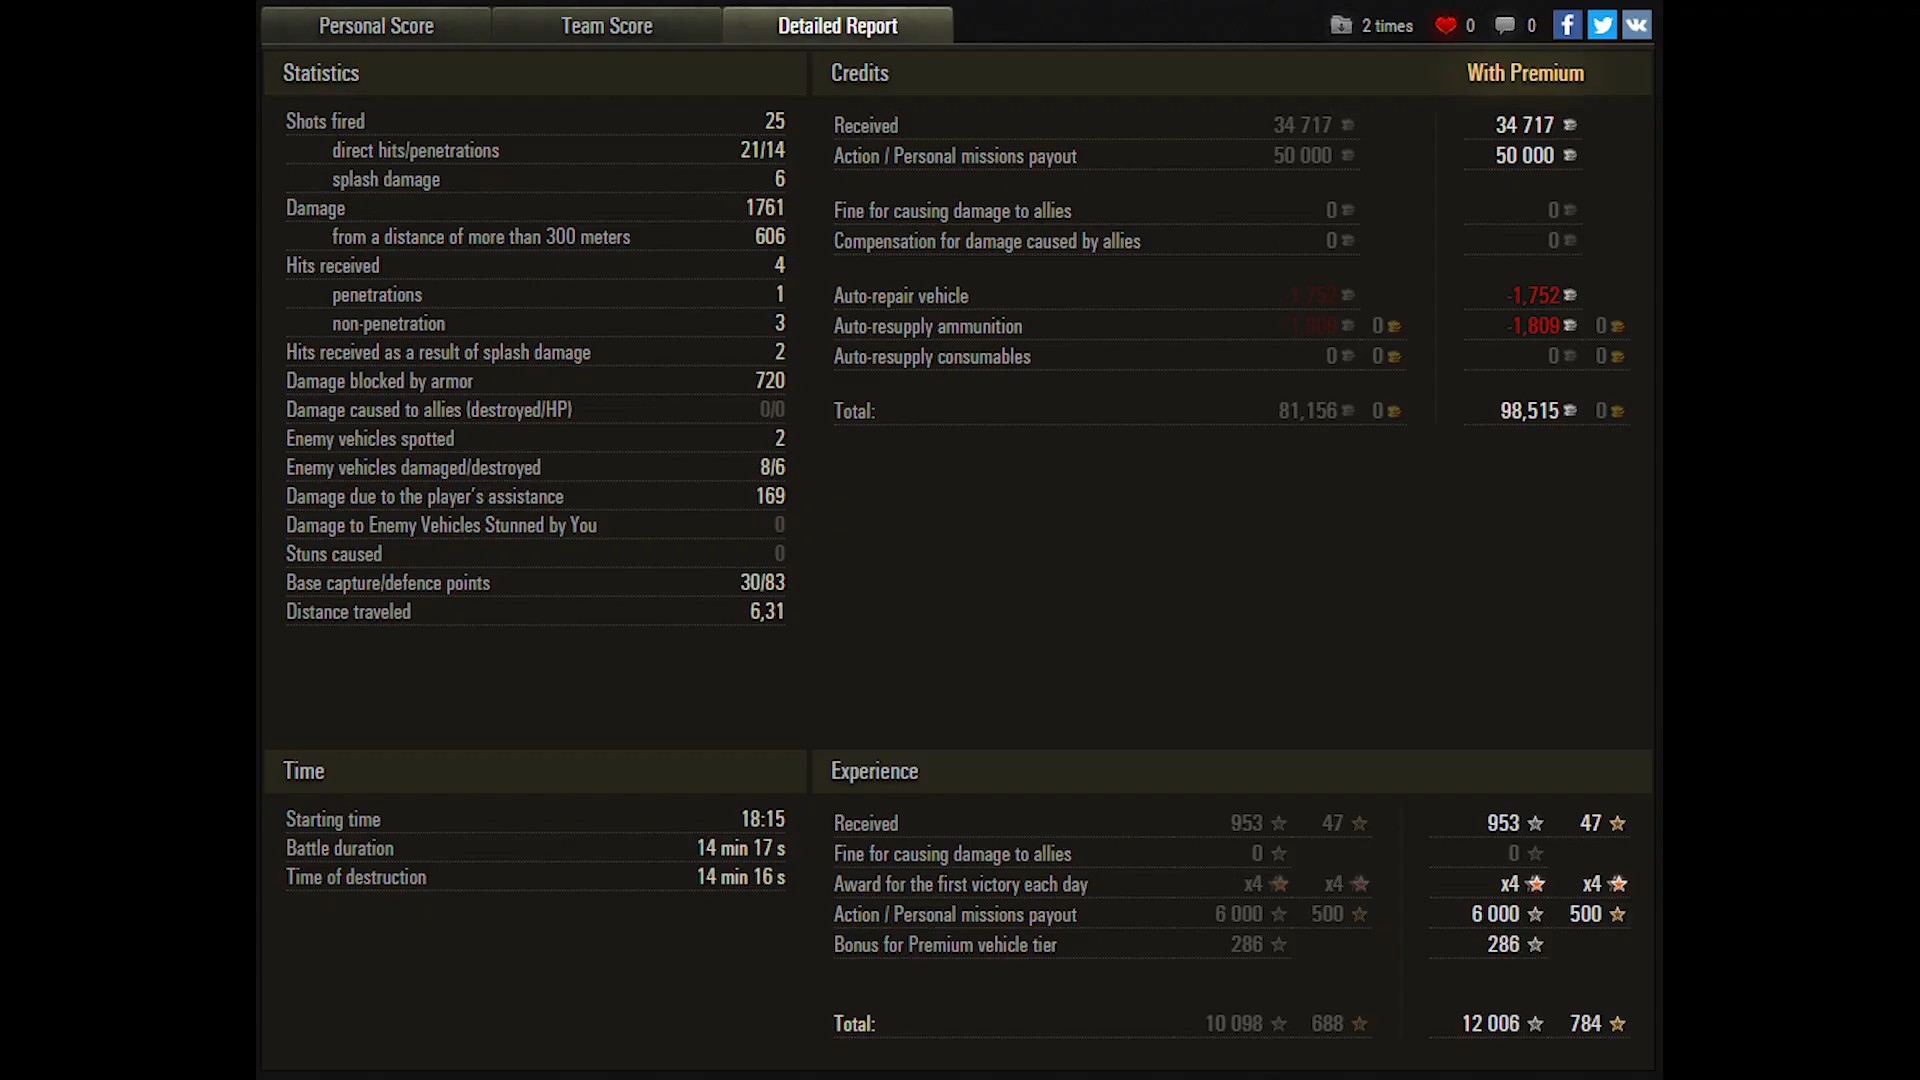 Personal Score
Team Score
Detailed Report
2 times
0
0
Statistics
Credits
With Premium
Shots fired 25
direct hits/penetrations 21/14
splash damage 6
Damage 1761
from a distance of more than 300 meters 606
Hits received 4
penetrations 1
non-penetration 3
Hits received as a result of splash damage 2
Damage blocked by armor 720
Damage caused to allies (destroyed/HP) 0/0
Enemy vehicles spotted 2
Enemy vehicles damaged/destroyed 8/6
Damage due to the player's assistance 169
Damage to Enemy Vehicles Stunned by You 0
Stuns caused 0
Base capture/defence points 30/83
Distance traveled 6,31
Received 34 717 34 717
Action / Personal missions payout 50 000 50 000
Fine for causing damage to allies 0 0
Compensation for damage caused by allies 0 0
Auto-repair vehicle -1,752 -1,752
Auto-resupply ammunition -1,809 0 -1,809 0
Auto-resupply consumables 0 0 0 0
Total: 81,156 0 98,515 0
Time
Starting time 18:15
Battle duration 14 min 17 s
Time of destruction 14 min 16 s
Experience
Received 953 47 953 47
Fine for causing damage to allies 0 0
Award for the first victory each day x4 x4 x4 x4
Action / Personal missions payout 6 000 500 6 000 500
Bonus for Premium vehicle tier 286 286
Total: 10 098 688 12 006 784